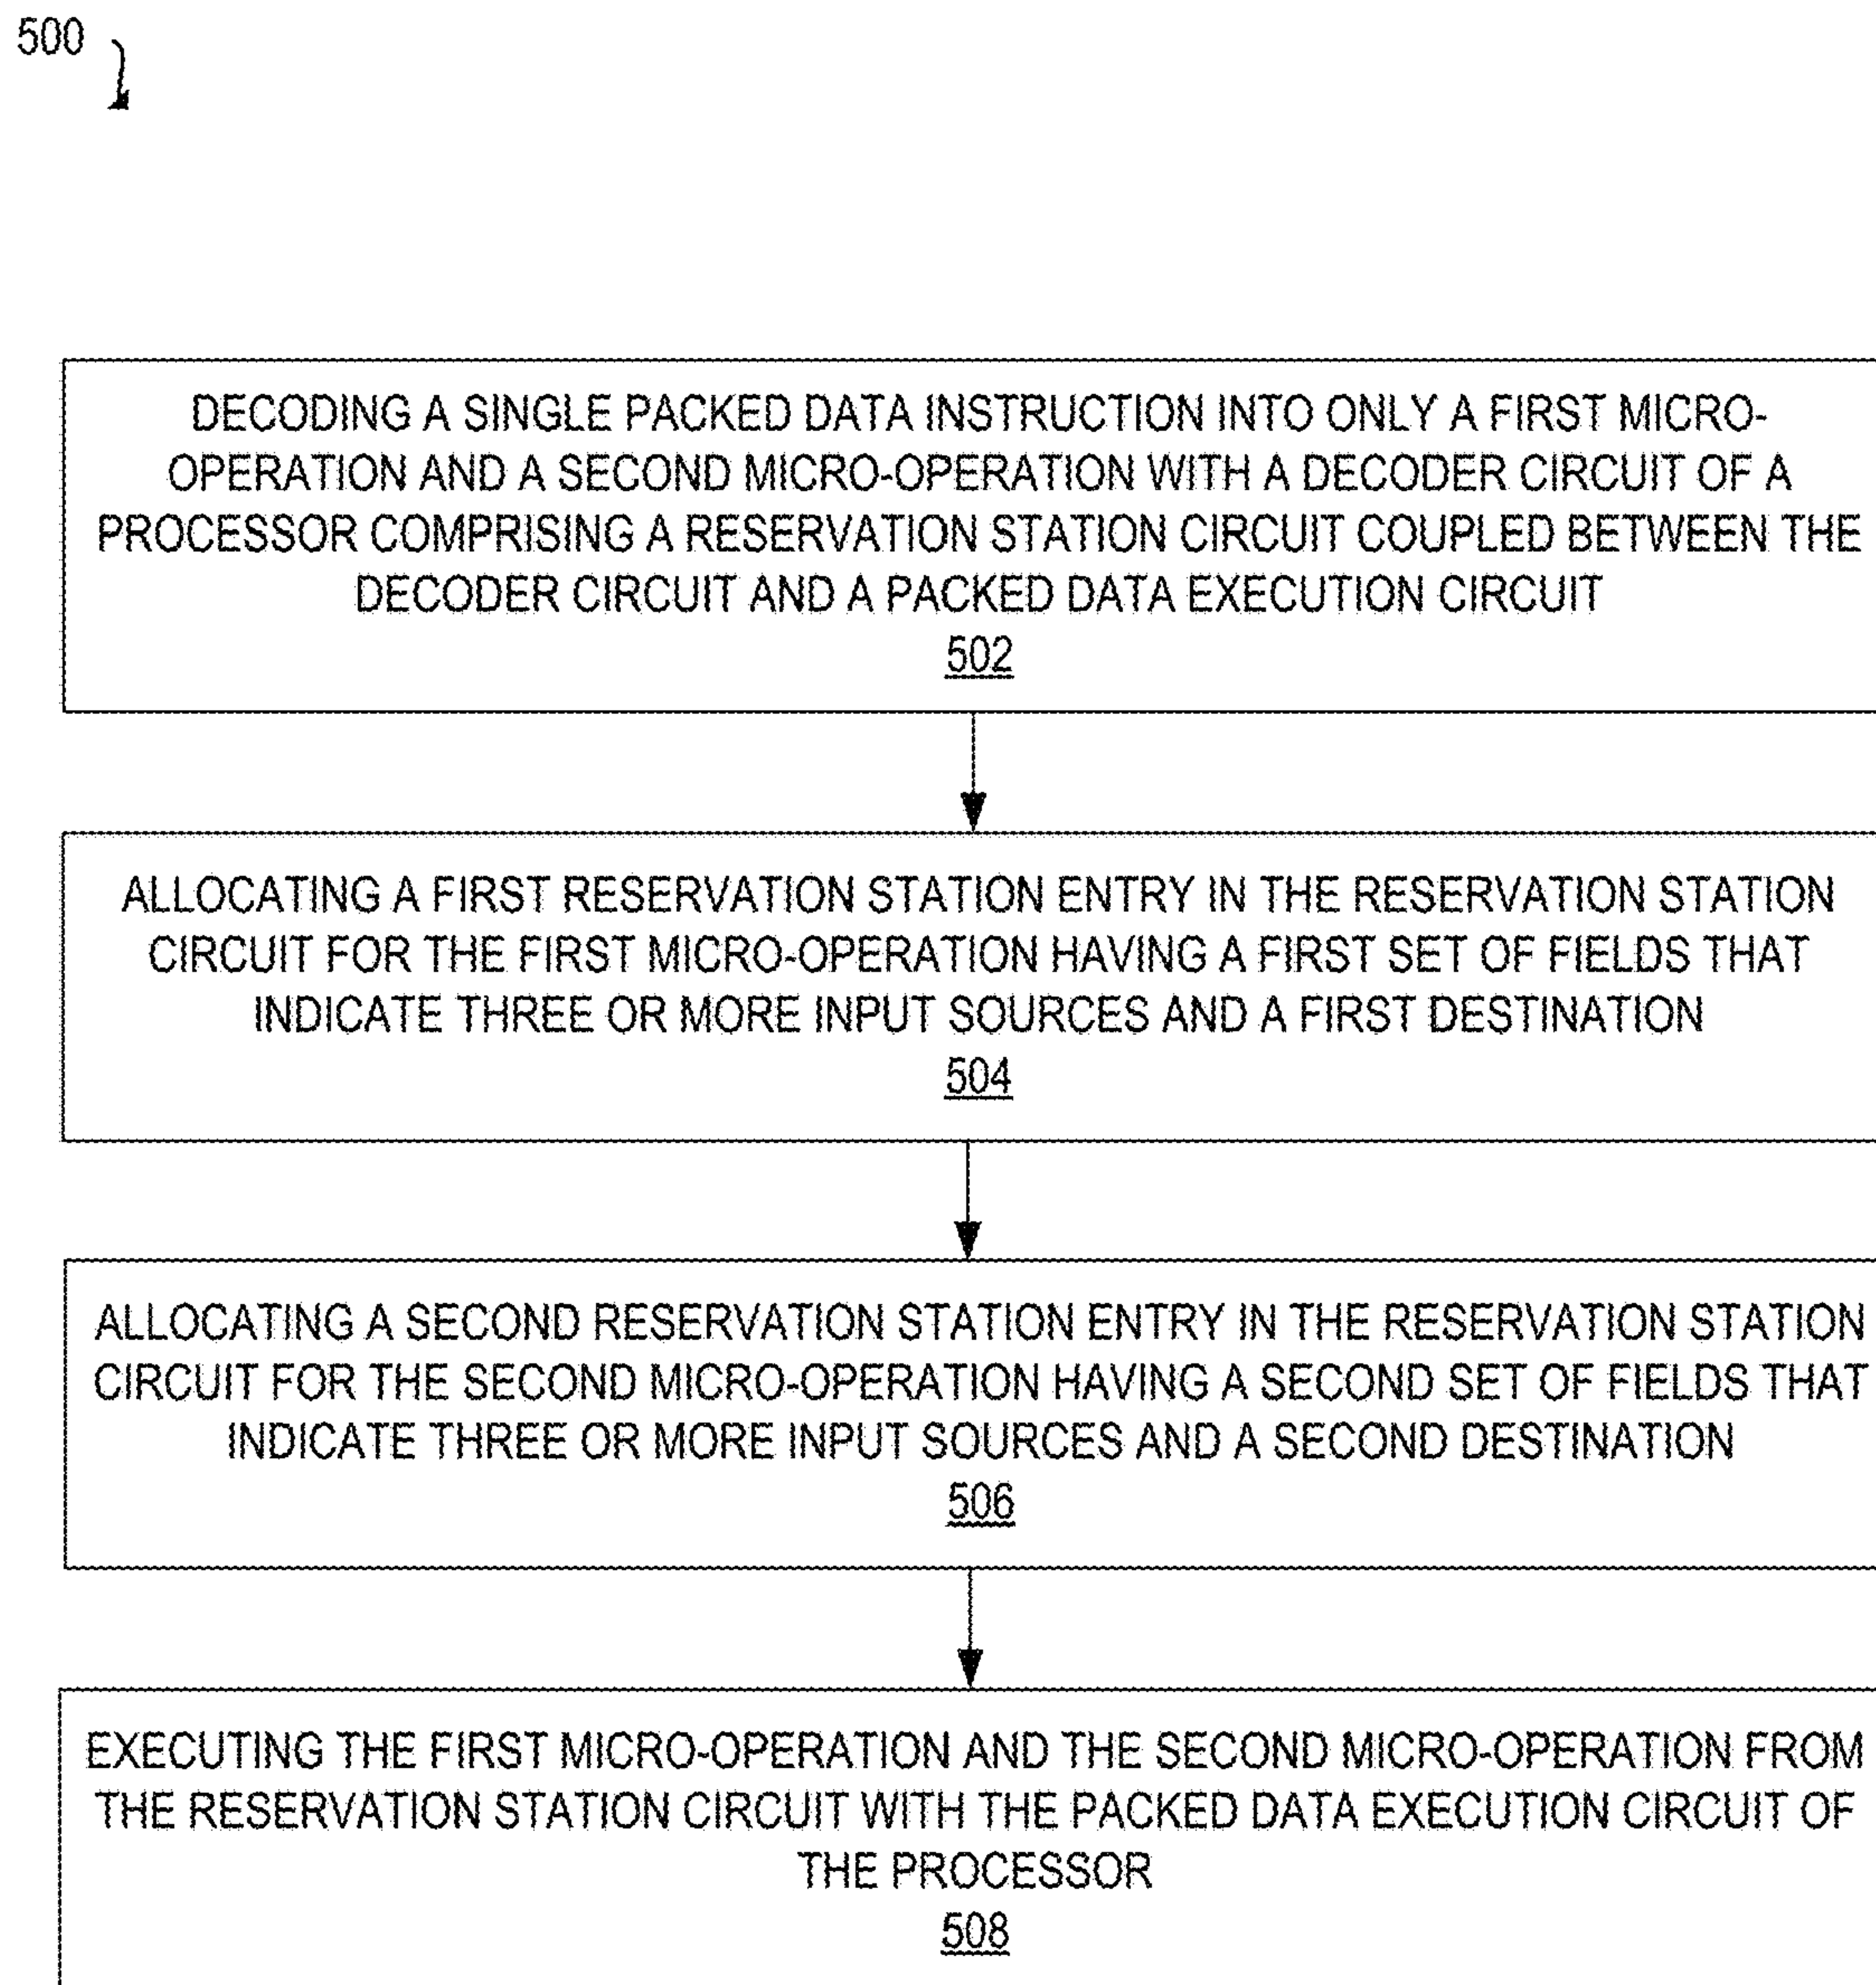 500
DECODING A SINGLE PACKED DATA INSTRUCTION INTO ONLY A FIRST MICRO-
OPERATION AND A SECOND MICRO-OPERATION WITH A DECODER CIRCUIT OF A
PROCESSOR COMPRISING A RESERVATION STATION CIRCUIT COUPLED BETWEEN THE
DECODER CIRCUIT AND A PACKED DATA EXECUTION CIRCUIT
502
ALLOCATING A FIRST RESERVATION STATION ENTRY IN THE RESERVATION STATION
CIRCUIT FOR THE FIRST MICRO-OPERATION HAVING A FIRST SET OF FIELDS THAT
INDICATE THREE OR MORE INPUT SOURCES AND A FIRST DESTINATION
504
ALLOCATING A SECOND RESERVATION STATION ENTRY IN THE RESERVATION STATION
CIRCUIT FOR THE SECOND MICRO-OPERATION HAVING A SECOND SET OF FIELDS THAT
INDICATE THREE OR MORE INPUT SOURCES AND A SECOND DESTINATION
506
EXECUTING THE FIRST MICRO-OPERATION AND THE SECOND MICRO-OPERATION FROM
THE RESERVATION STATION CIRCUIT WITH THE PACKED DATA EXECUTION CIRCUIT OF
THE PROCESSOR
508